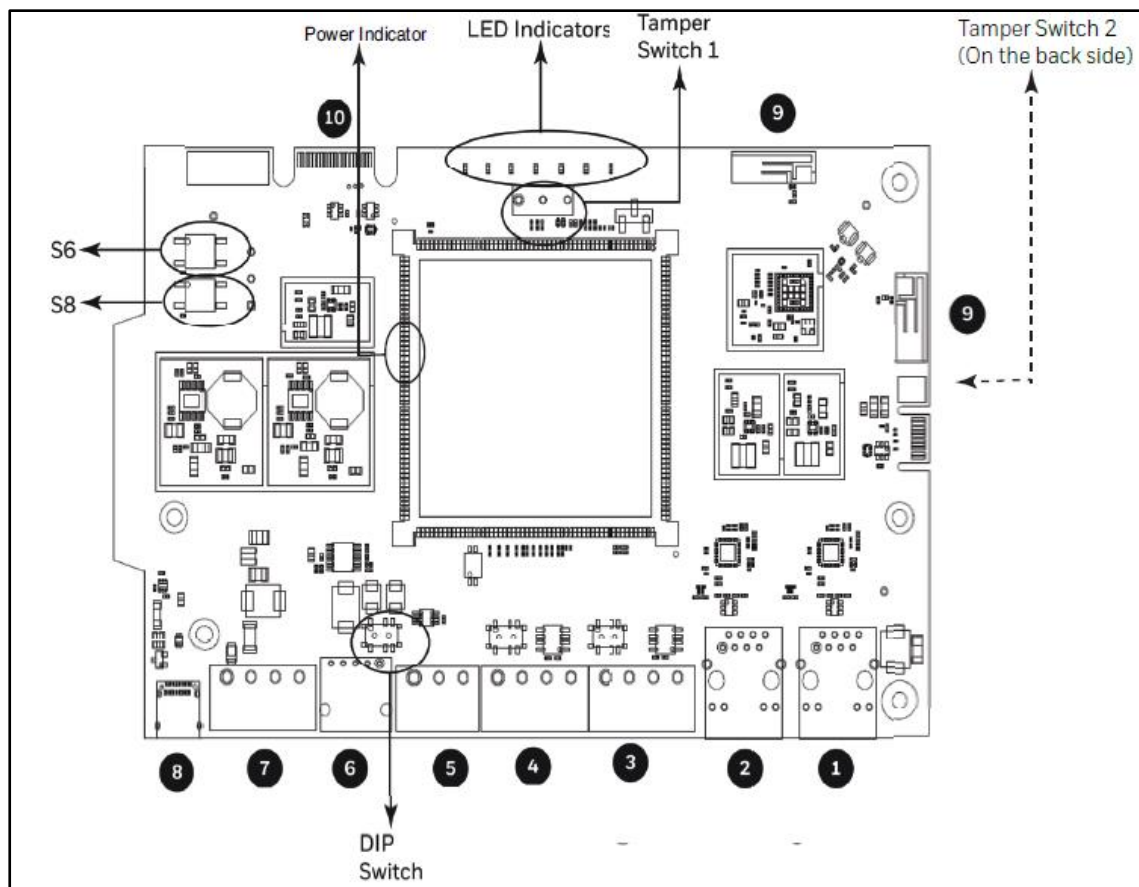 Power Indicator
LED Indicators
Tamper
Switch 1
Tamper Switch 2
(On the back side)
10
9
S6
S8
9
8
7
6
5
4
3
2
1
DIP
Switch